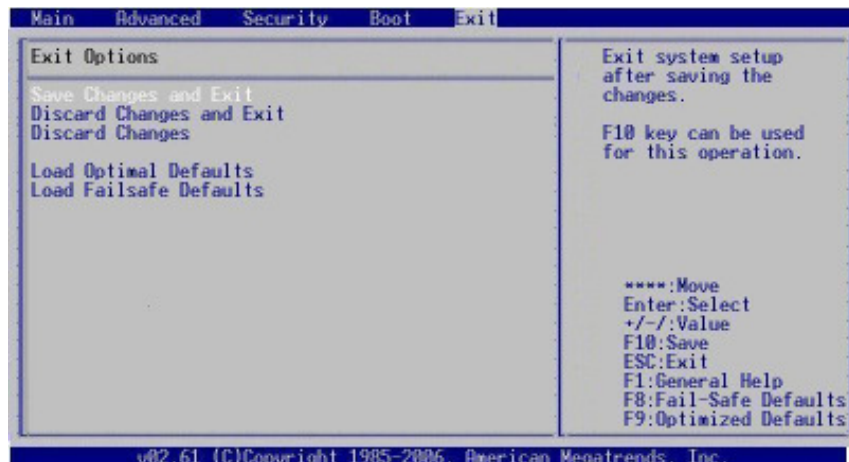 Main Advanced Security Boot Exit
Exit Options
Save Changes and Exit
Discard Changes and Exit
Discard Changes
Load Optimal Defaults
Load Failsafe Defaults
Exit system setup
after saving the
changes.
F10 key can be used
for this operation.
****:Move
Enter:Select
+/-/:Value
F10:Save
ESC:Exit
F1:General Help
F8:Fail-Safe Defaults
F9:Optimized Defaults
v02.61 (C)Copyright 1985-2006, American Megatrends, Inc.